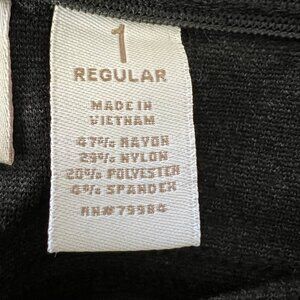 1
REGULAR
MADE IN
VIETNAM
47% RAYON
29% NYLON
20% POLYESTER
4% SPANDEX
RN#79984